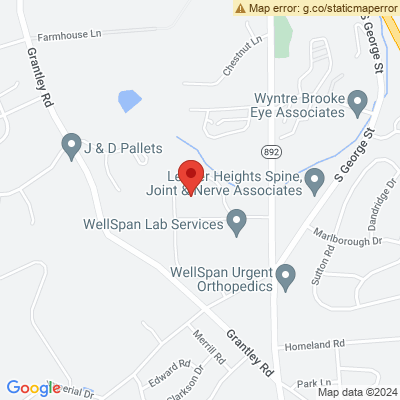 Map error: g.co/staticmaperror
Farmhouse Ln
Grantley Rd
Chestnut Ln
S George St
Wyntre Brooke
Eye Associates
J & D Pallets
892
S George St
Heights Spine,
Joint & Nerve Associates
Dandridge Dr
WellSpan Lab Services
Marlborough Dr
Sutton Rd
WellSpan Urgent
Orthopedics
Grantley Rd
Merrill Rd
Homeland Rd
Edward Rd
Clarkson Dr
Park Ln
Dr
Google
Map data ©2024